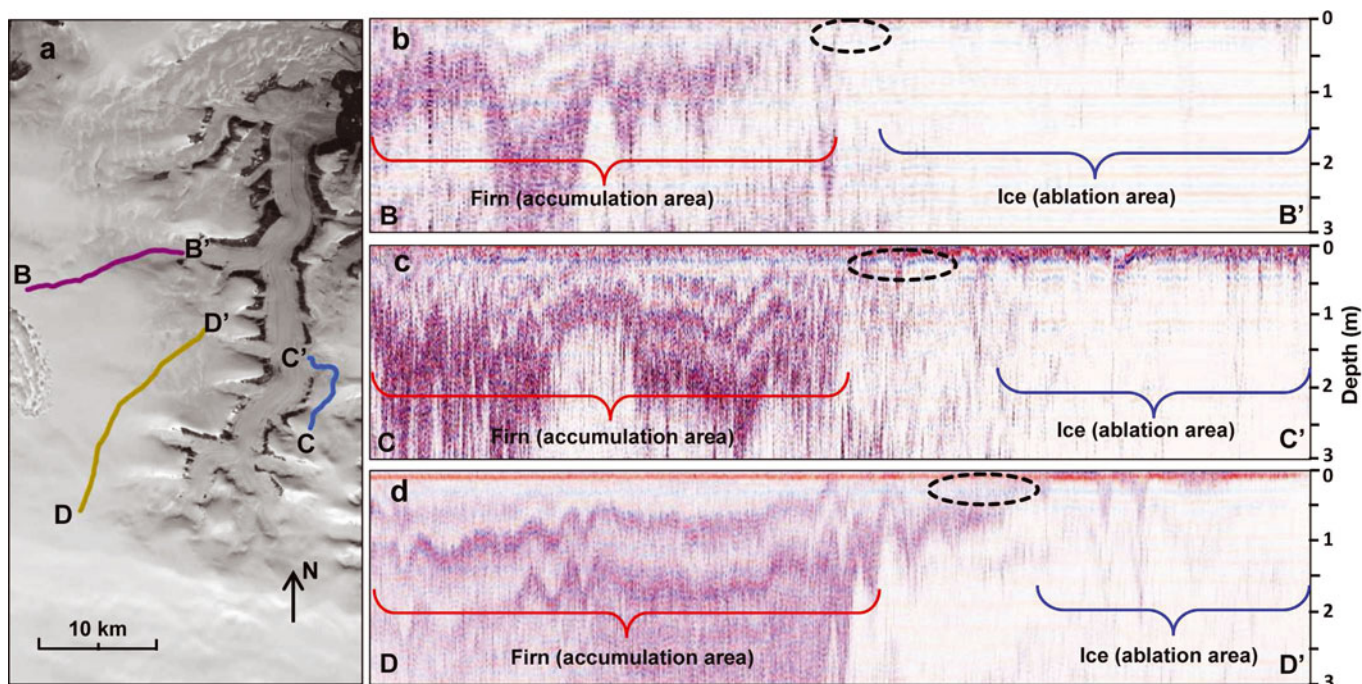 a
B
B'
D'
C'
C
D
N
10 km
b
Firn (accumulation area)
Ice (ablation area)
B
B'
0
1
2
3
c
Firn (accumulation area)
Ice (ablation area)
C
C'
0
1
2
3
Depth (m)
d
Firn (accumulation area)
Ice (ablation area)
D
D'
0
1
2
3